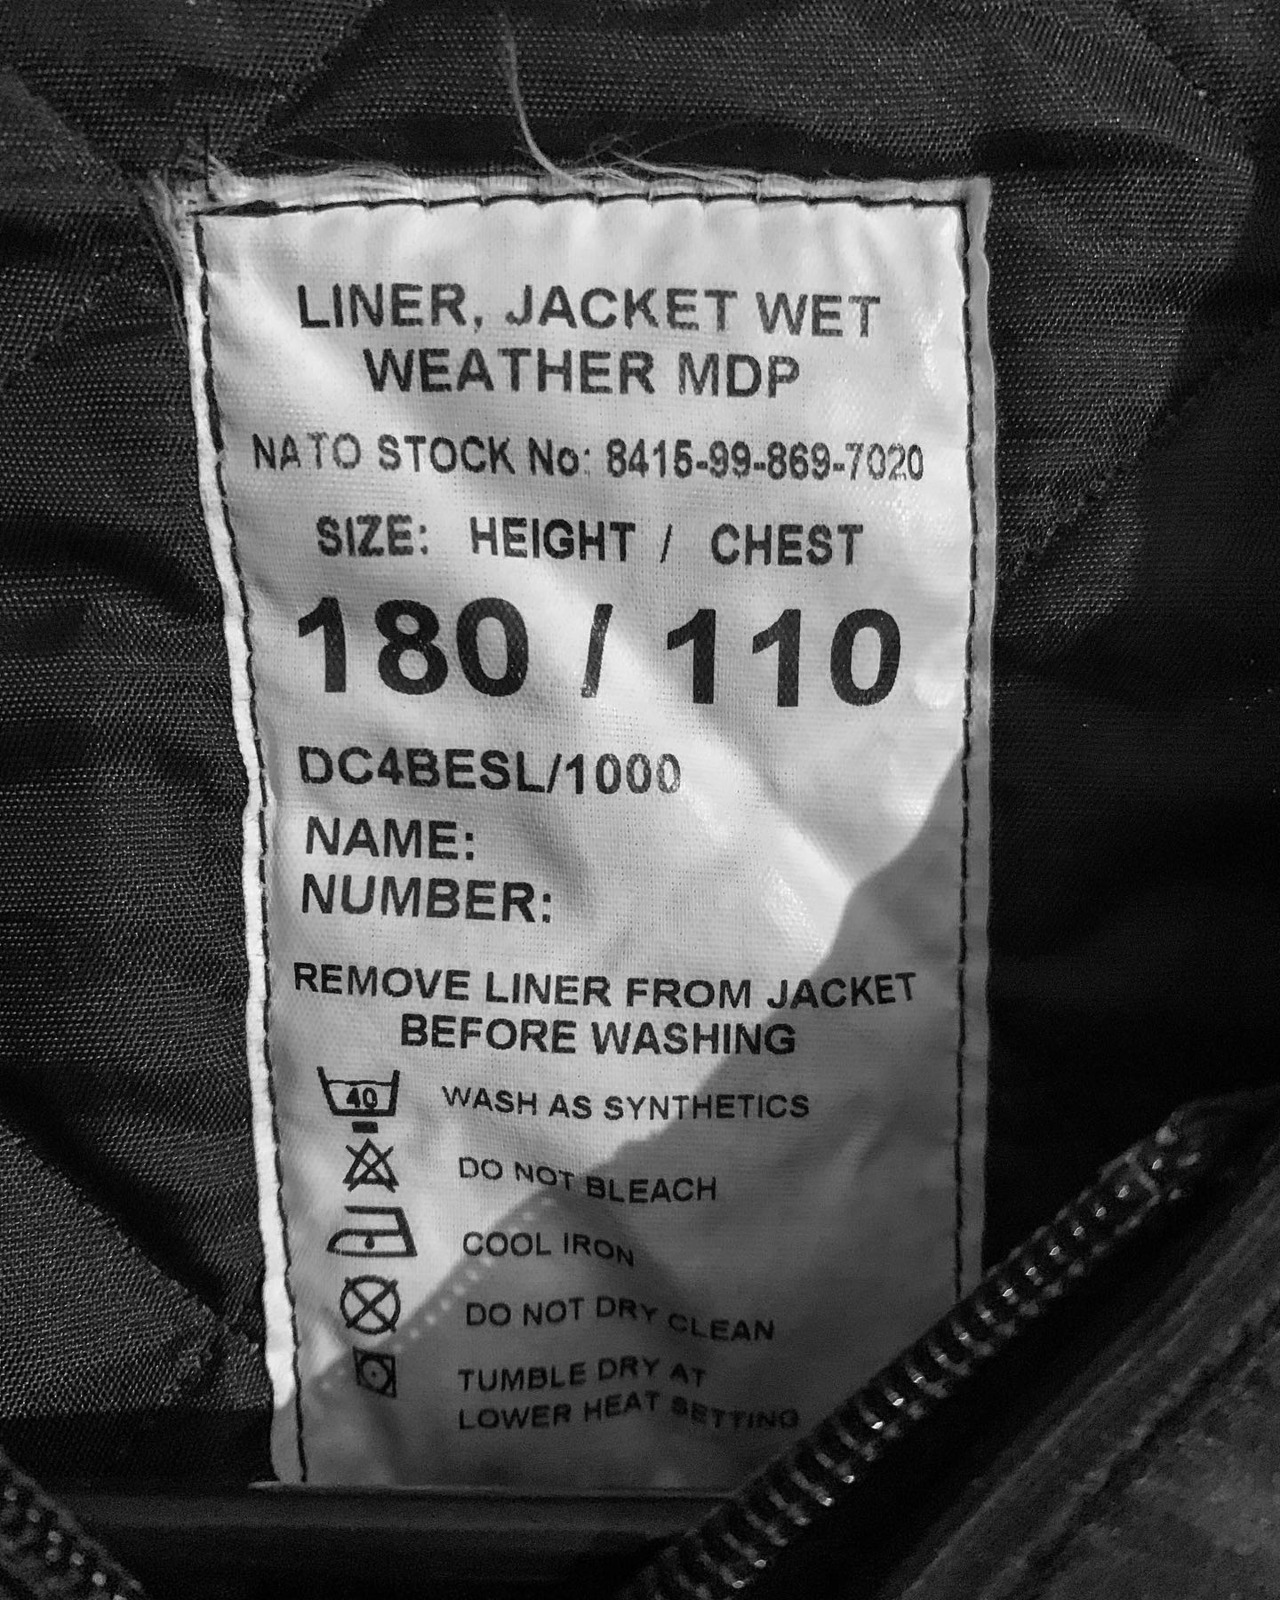 LINER, JACKET WET
WEATHER MDP
NATO STOCK No: 8415-99-869-7020
SIZE: HEIGHT / CHEST
180 / 110
DC4BESL/1000
NAME:
NUMBER:
REMOVE LINER FROM JACKET
BEFORE WASHING
40 WASH AS SYNTHETICS
DO NOT BLEACH
COOL IRON
DO NOT DRY CLEAN
TUMBLE DRY AT
LOWER HEAT SETTING